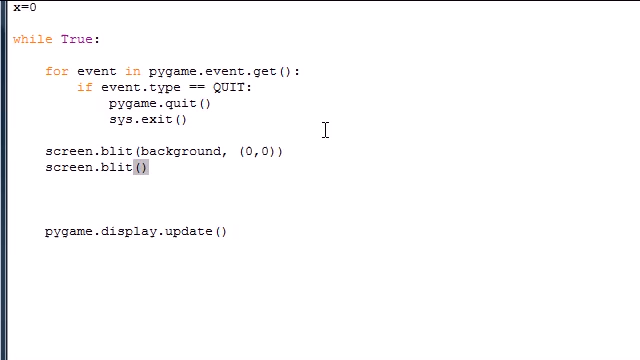 x=0
while True:
for event in pygame.event.get():
if event.type == QUIT:
pygame.quit()
sys.exit()
screen.blit(background, (0,0))
screen.blit()
pygame.display.update()